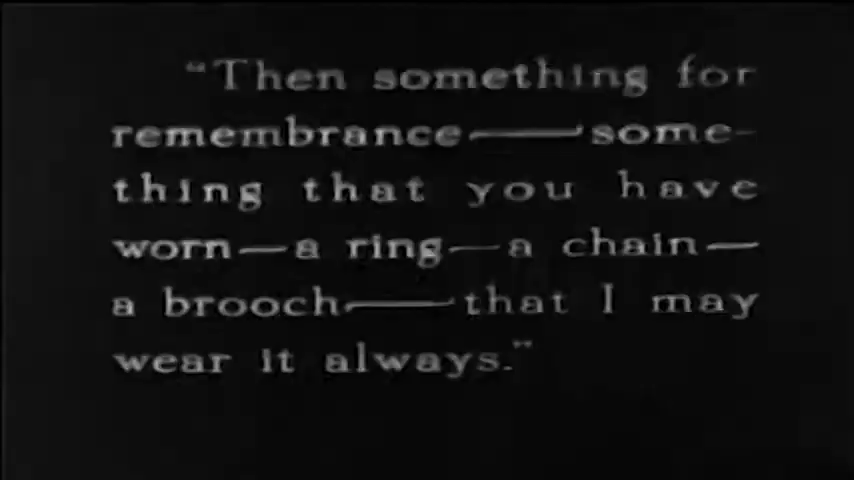 “Then something for
remembrance——some-
thing that you have
worn—a ring—a chain—
a brooch——that I may
wear it always.”